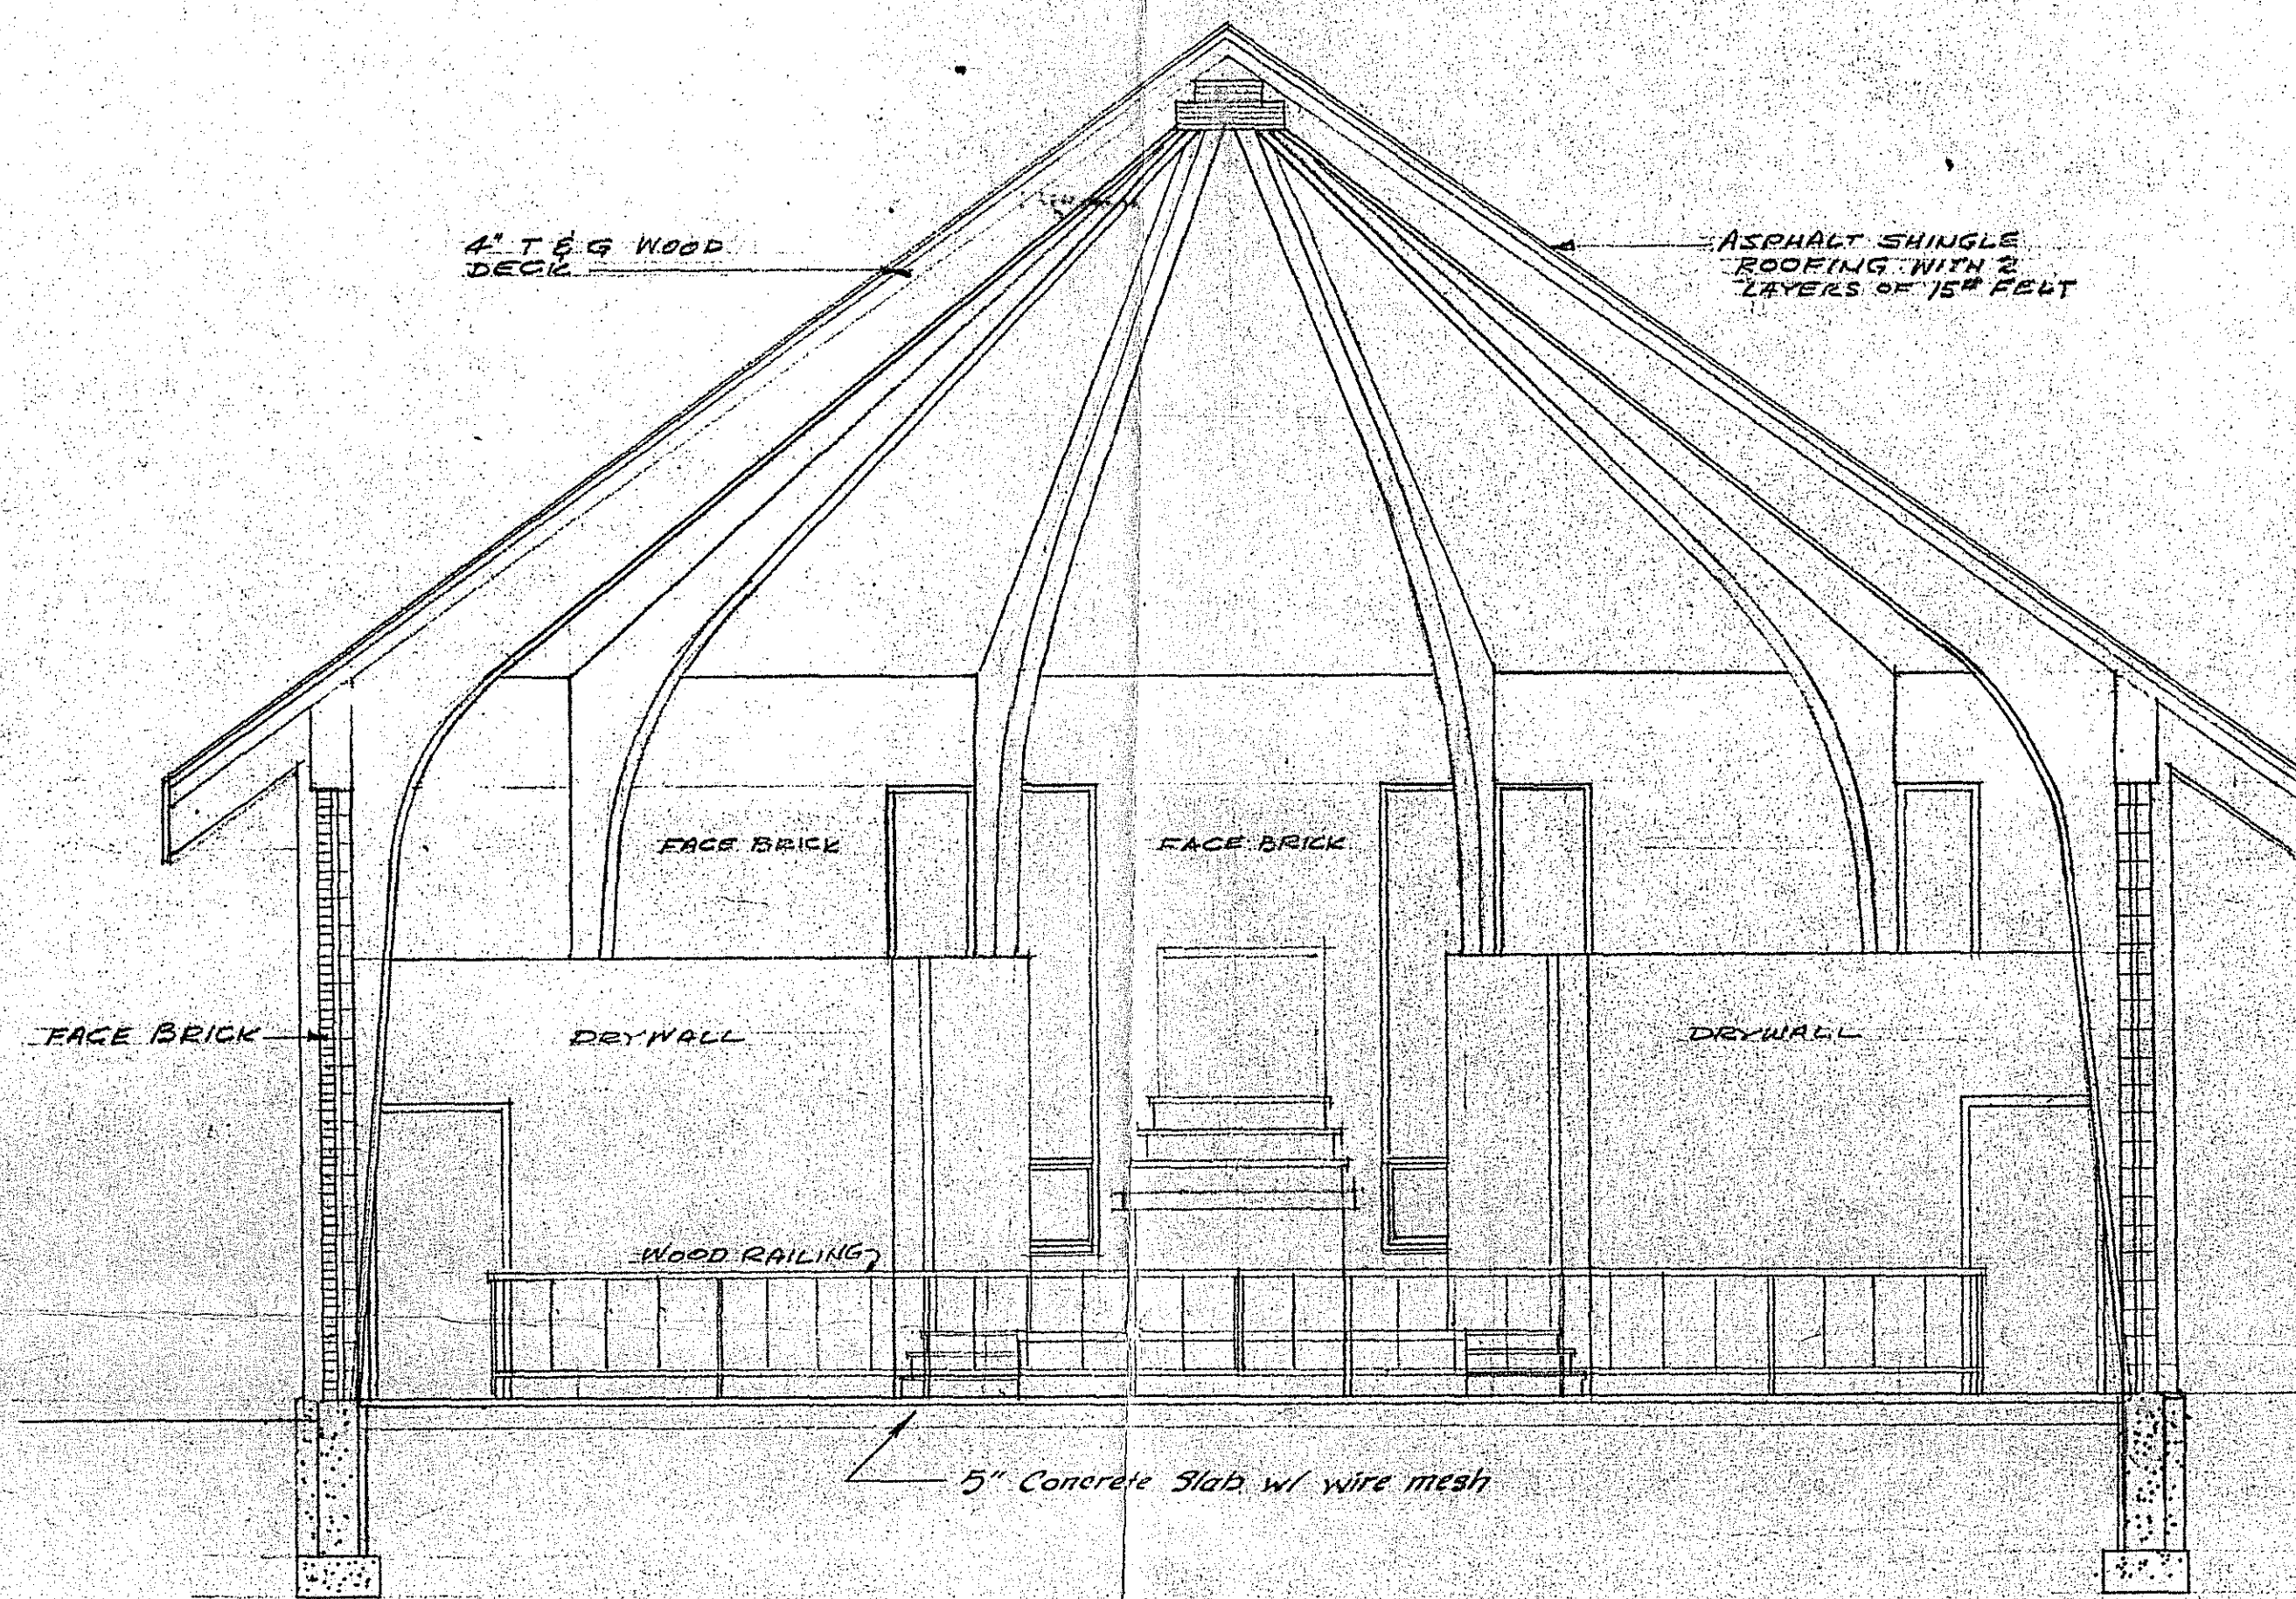 4" T & G WOOD
DECK
ASPHALT SHINGLE
ROOFING WITH 2
LAYERS OF 15# FELT
FACE BRICK
FACE BRICK
FACE BRICK
DRYWALL
DRYWALL
WOOD RAILING
5" Concrete Slab w/ wire mesh